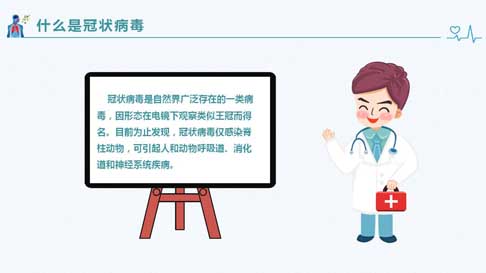 什么是冠状病毒
冠状病毒是自然界广泛存在的一类病
毒，因形态在电镜下观察类似王冠而得
名。目前为止发现，冠状病毒仅感染脊
柱动物，可引起人和动物呼吸道、消化
道和神经系统疾病。